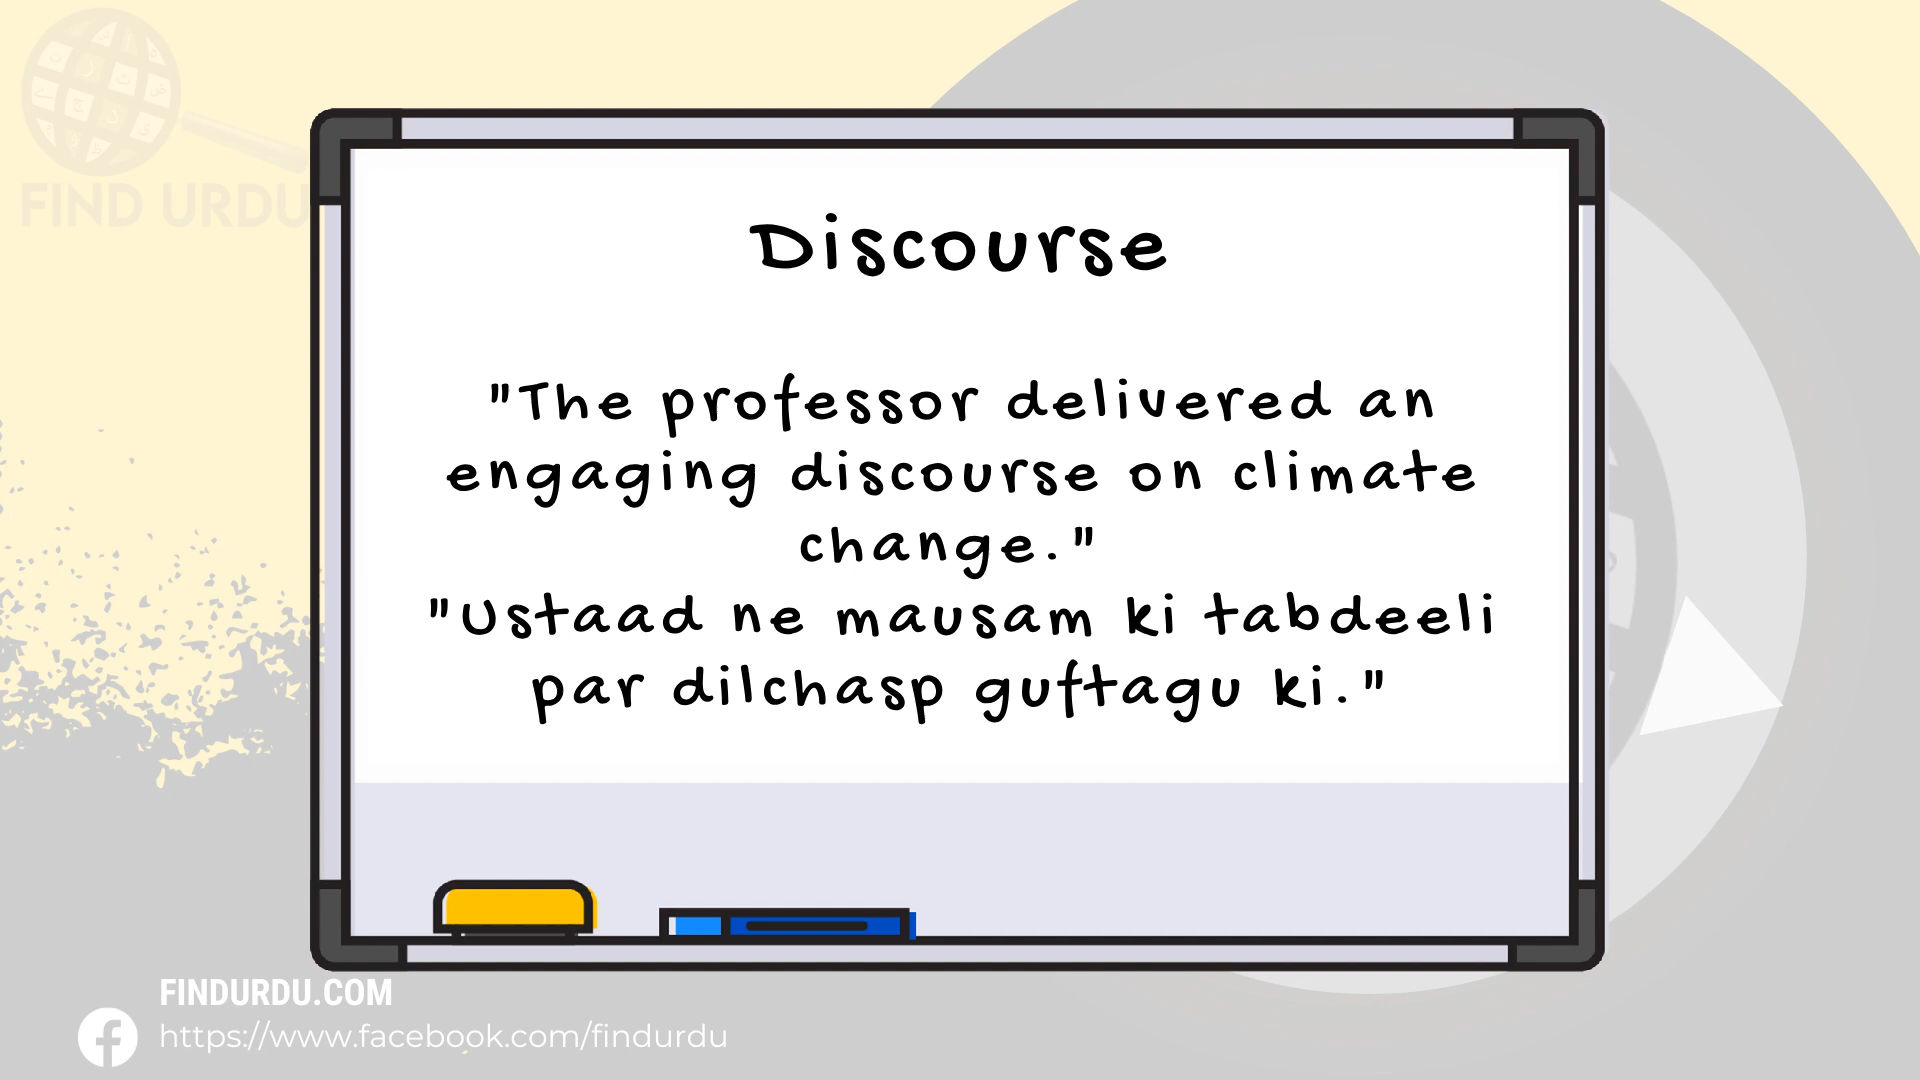 FIND URDU
Discourse
"The professor delivered an
engaging discourse on climate
change."
"Ustaad ne mausam ki tabdeeli
par dilchasp guftagu ki."
FINDURDU.COM
https://www.facebook.com/findurdu